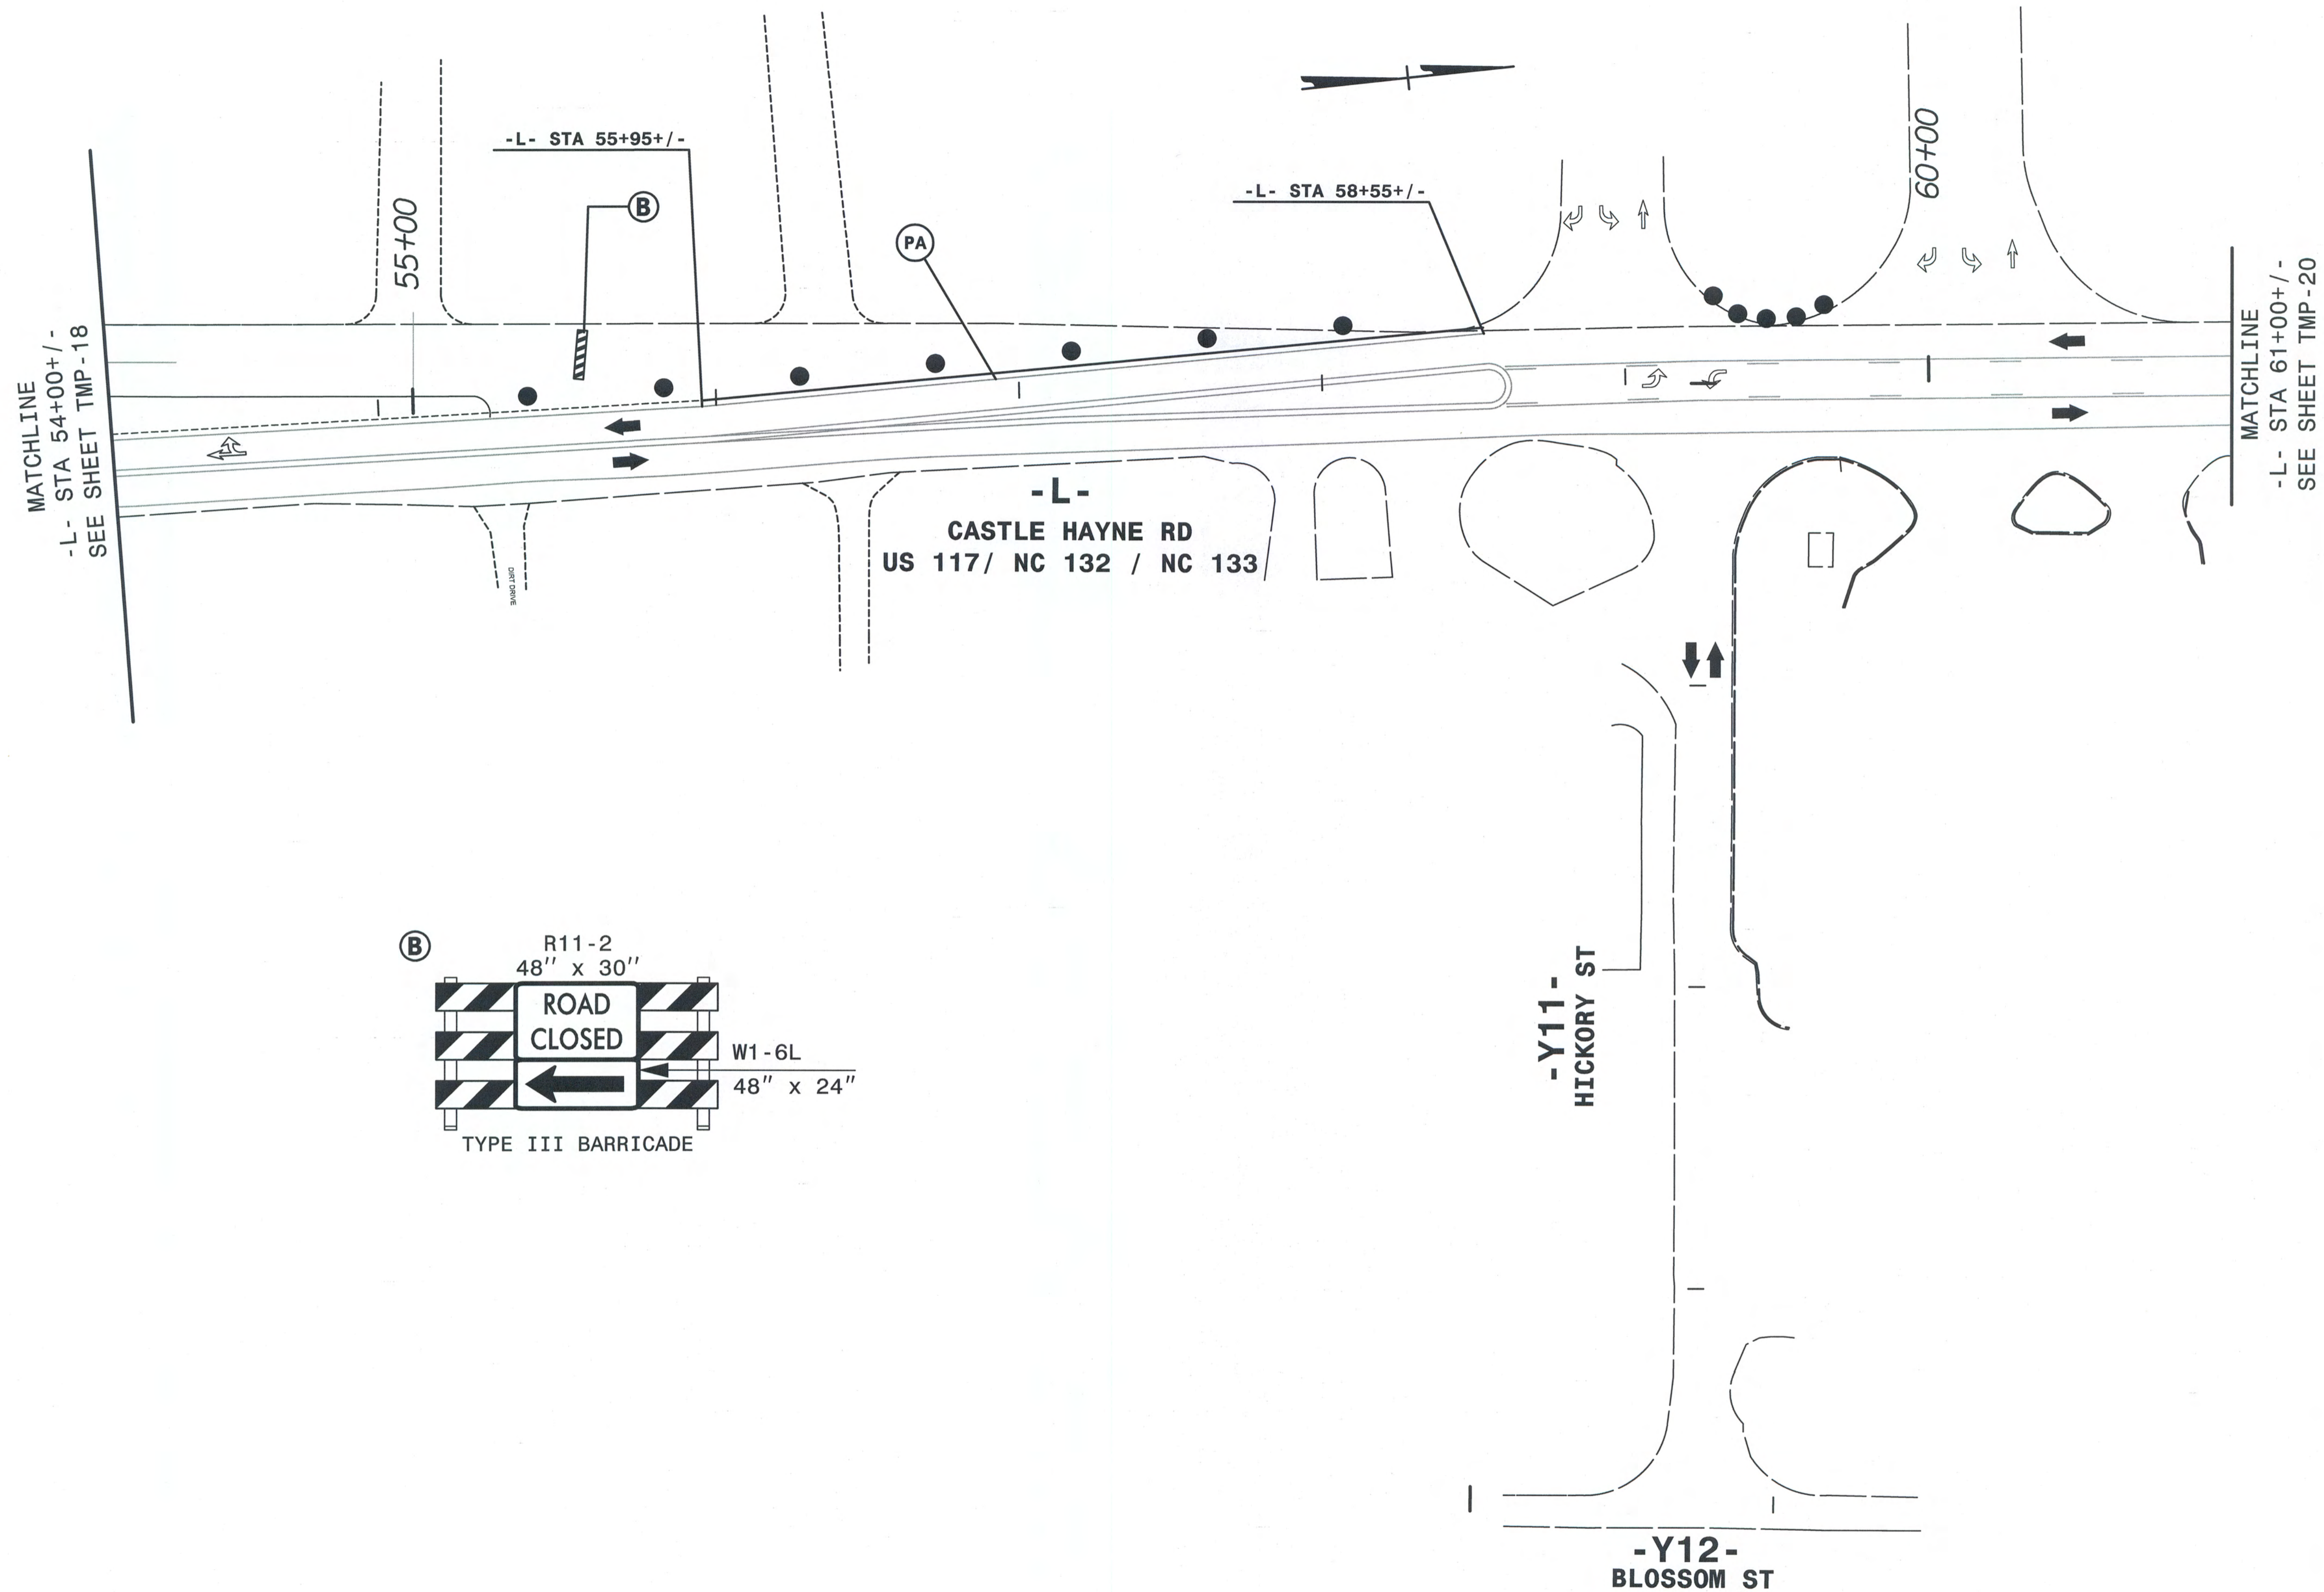 -L- STA 55+95+/-
B
55+00
PA
-L- STA 58+55+/-
60+00
MATCHLINE
-L- STA 54+00+/-
SEE SHEET TMP-18
MATCHLINE
-L- STA 61+00+/-
SEE SHEET TMP-20
-L-
CASTLE HAYNE RD
US 117/ NC 132 / NC 133
DIRT DRIVE
B
R11-2
48" x 30"
ROAD
CLOSED
W1-6L
48" x 24"
TYPE III BARRICADE
-Y11-
HICKORY ST
-Y12-
BLOSSOM ST